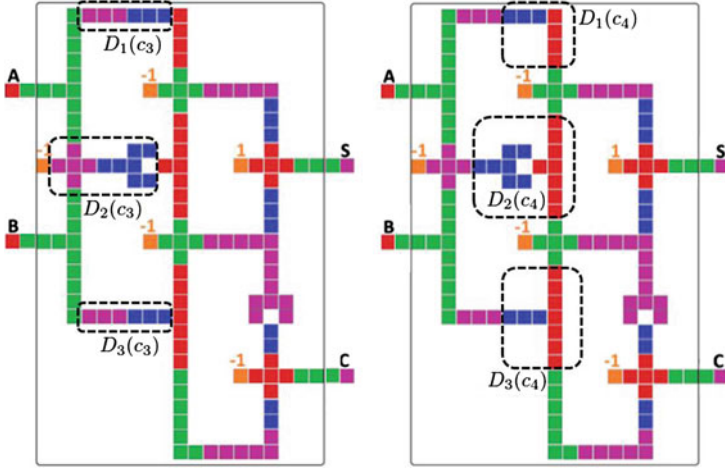 D₁(c₃)
A
-1
-1
1
S
D₂(c₃)
B
-1
D₃(c₃)
-1
C
D₁(c₄)
A
-1
-1
1
S
D₂(c₄)
B
-1
D₃(c₄)
-1
C